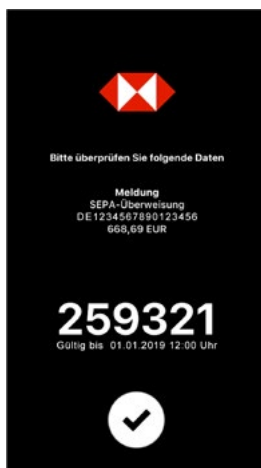 Bitte überprüfen Sie folgende Daten
Meldung
SEPA-Überweisung
DE1234567890123456
668,69 EUR
259321
Gültig bis 01.01.2019 12:00 Uhr